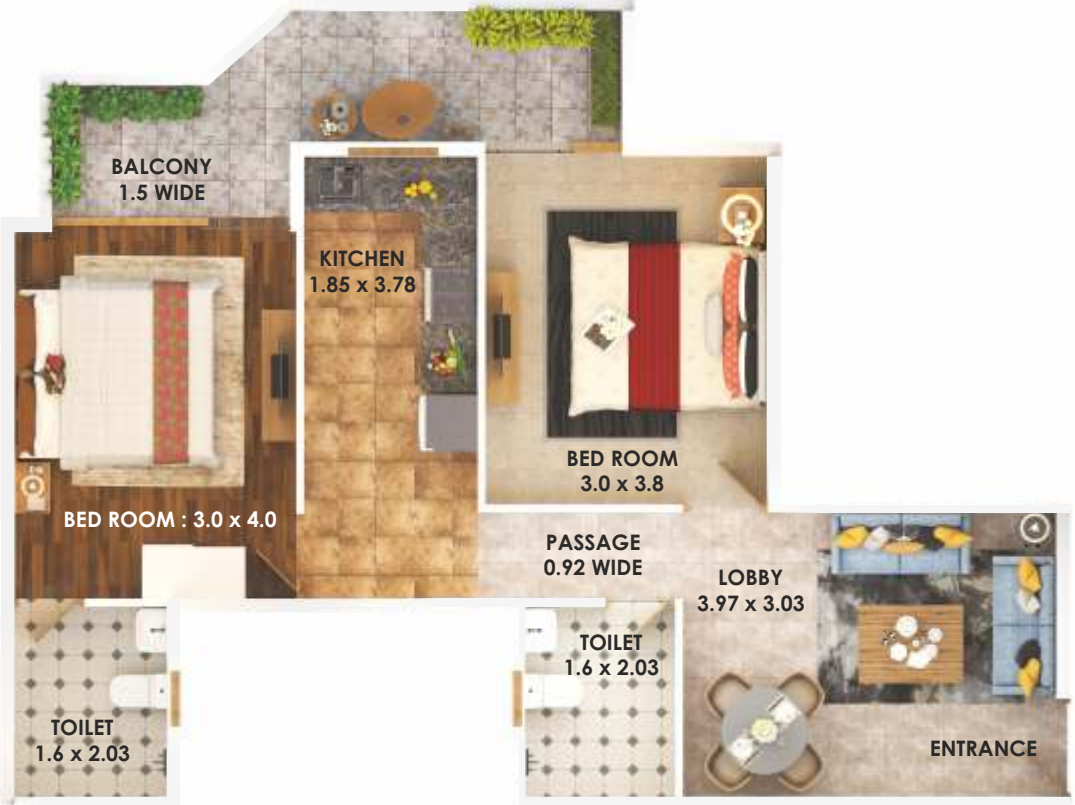 BALCONY
1.5 WIDE
KITCHEN
1.85 x 3.78
BED ROOM
3.0 x 3.8
BED ROOM : 3.0 x 4.0
PASSAGE
0.92 WIDE
LOBBY
3.97 x 3.03
TOILET
1.6 x 2.03
TOILET
1.6 x 2.03
ENTRANCE